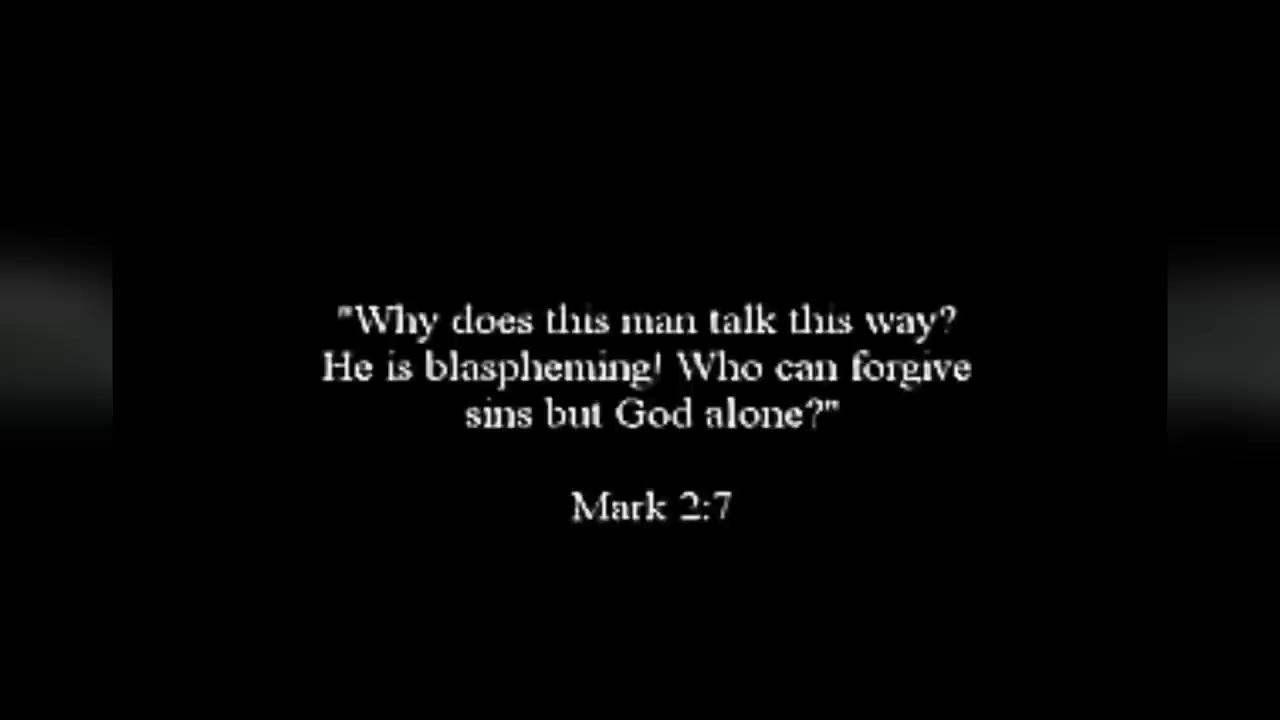 "Why does this man talk this way?
He is blaspheming! Who can forgive
sins but God alone?"
Mark 2:7